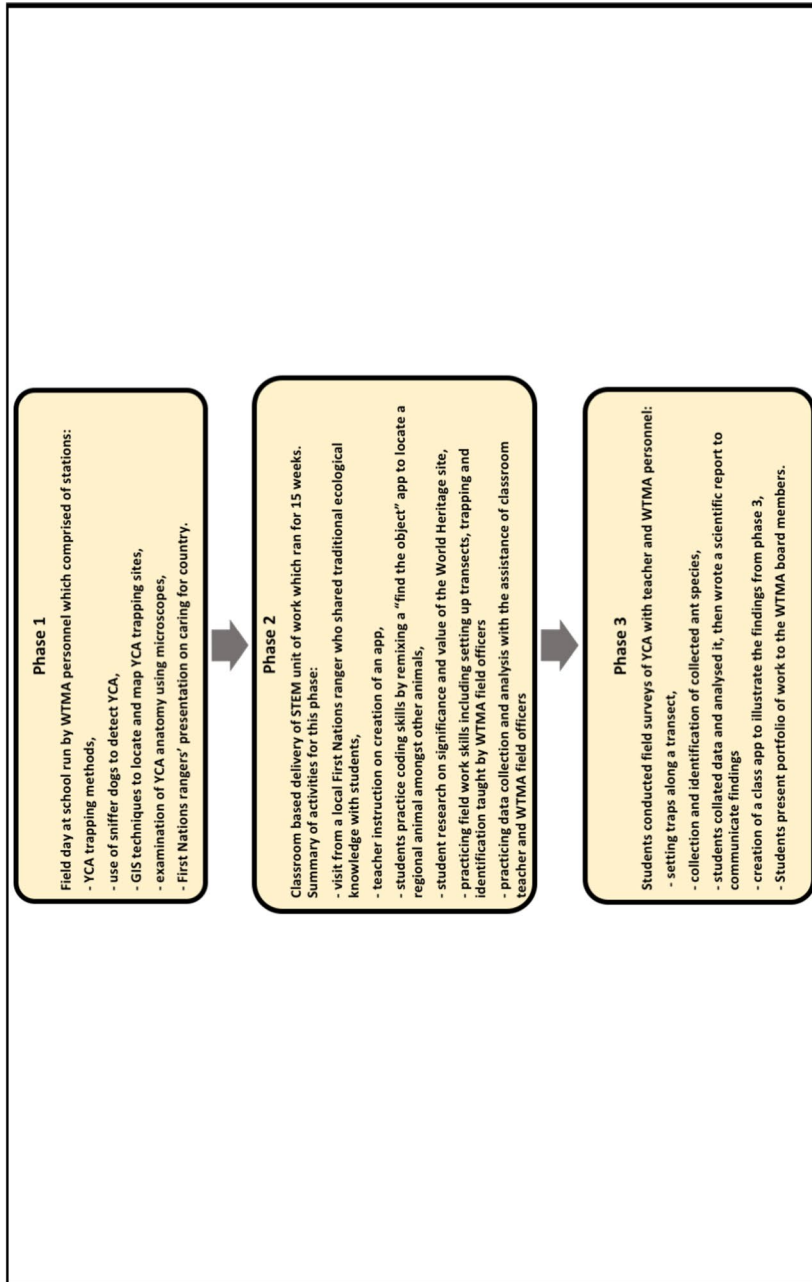 Phase 1
Field day at school run by WTMA personnel which comprised of stations:
- YCA trapping methods,
- use of sniffer dogs to detect YCA,
- GIS techniques to locate and map YCA trapping sites,
- examination of YCA anatomy using microscopes,
- First Nations rangers' presentation on caring for country.
Phase 2
Classroom based delivery of STEM unit of work which ran for 15 weeks.
Summary of activities for this phase:
- visit from a local First Nations ranger who shared traditional ecological
knowledge with students,
- teacher instruction on creation of an app,
- students practice coding skills by remixing a “find the object” app to locate a
regional animal amongst other animals,
- student research on significance and value of the World Heritage site,
- practicing field work skills including setting up transects, trapping and
identification taught by WTMA field officers
- practicing data collection and analysis with the assistance of classroom
teacher and WTMA field officers
Phase 3
Students conducted field surveys of YCA with teacher and WTMA personnel:
- setting traps along a transect,
- collection and identification of collected ant species,
- students collated data and analysed it, then wrote a scientific report to
communicate findings
- creation of a class app to illustrate the findings from phase 3,
- Students present portfolio of work to the WTMA board members.